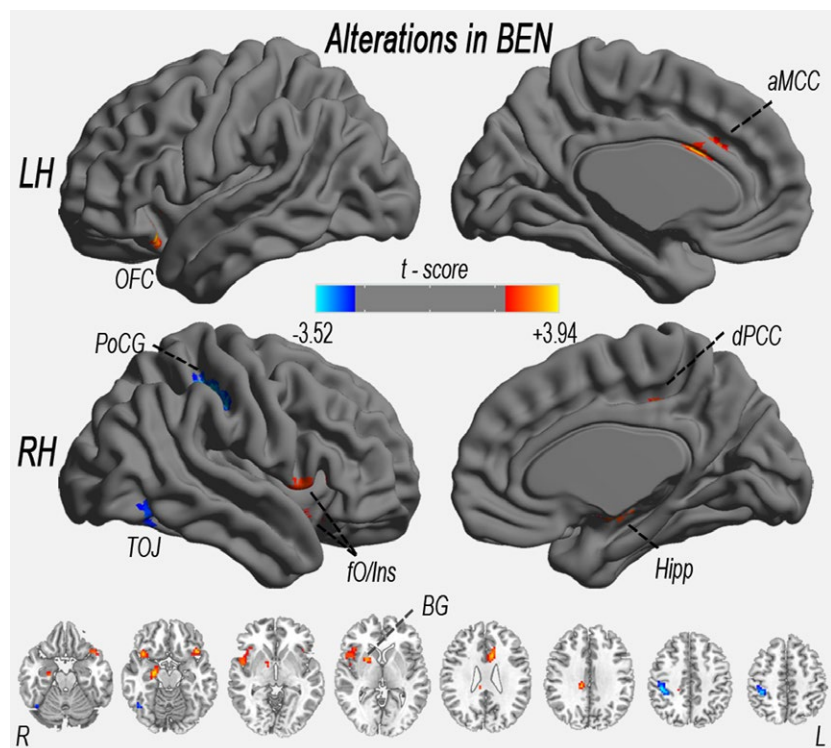 Alterations in BEN
aMCC
LH
OFC
t - score
-3.52
+3.94
PoCG
dPCC
RH
TOJ
fO/Ins
Hipp
BG
R
L